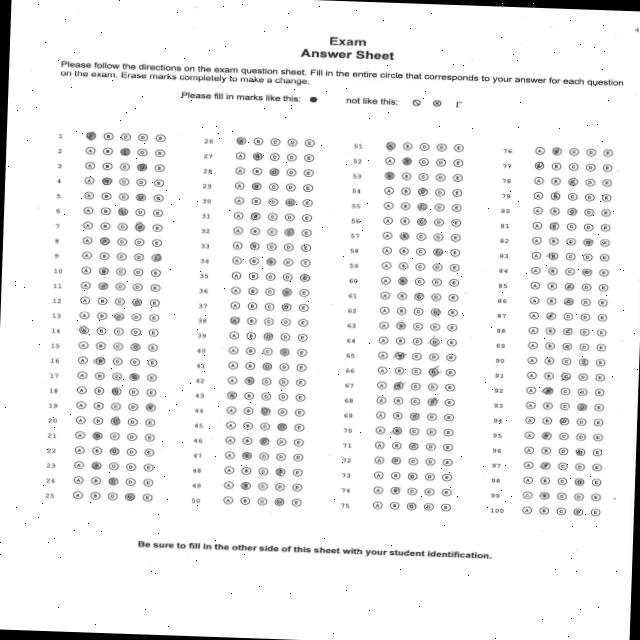 Exam
Answer Sheet
Please follow the directions on the exam question sheet. Fill in the entire circle that corresponds to your answer for each question
on the exam. Erase marks completely to make a change.
Please fill in marks like this: not like this:
1 A B C D E 26 A B C D E 51 A B C D E 76 A B C D E
2 A B C D E 27 A B C D E 52 A B C D E 77 A B C D E
3 A B C D E 28 A B C D E 53 A B C D E 78 A B C D E
4 A B C D E 29 A B C D E 54 A B C D E 79 A B C D E
5 A B C D E 30 A B C D E 55 A B C D E 80 A B C D E
6 A B C D E 31 A B C D E 56 A B C D E 81 A B C D E
7 A B C D E 32 A B C D E 57 A B C D E 82 A B C D E
8 A B C D E 33 A B C D E 58 A B C D E 83 A B C D E
9 A B C D E 34 A B C D E 59 A B C D E 84 A B C D E
10 A B C D E 35 A B C D E 60 A B C D E 85 A B C D E
11 A B C D E 36 A B C D E 61 A B C D E 86 A B C D E
12 A B C D E 37 A B C D E 62 A B C D E 87 A B C D E
13 A B C D E 38 A B C D E 63 A B C D E 88 A B C D E
14 A B C D E 39 A B C D E 64 A B C D E 89 A B C D E
15 A B C D E 40 A B C D E 65 A B C D E 90 A B C D E
16 A B C D E 41 A B C D E 66 A B C D E 91 A B C D E
17 A B C D E 42 A B C D E 67 A B C D E 92 A B C D E
18 A B C D E 43 A B C D E 68 A B C D E 93 A B C D E
19 A B C D E 44 A B C D E 69 A B C D E 94 A B C D E
20 A B C D E 45 A B C D E 70 A B C D E 95 A B C D E
21 A B C D E 46 A B C D E 71 A B C D E 96 A B C D E
22 A B C D E 47 A B C D E 72 A B C D E 97 A B C D E
23 A B C D E 48 A B C D E 73 A B C D E 98 A B C D E
24 A B C D E 49 A B C D E 74 A B C D E 99 A B C D E
25 A B C D E 50 A B C D E 75 A B C D E 100 A B C D E
Be sure to fill in the other side of this sheet with your student identification.